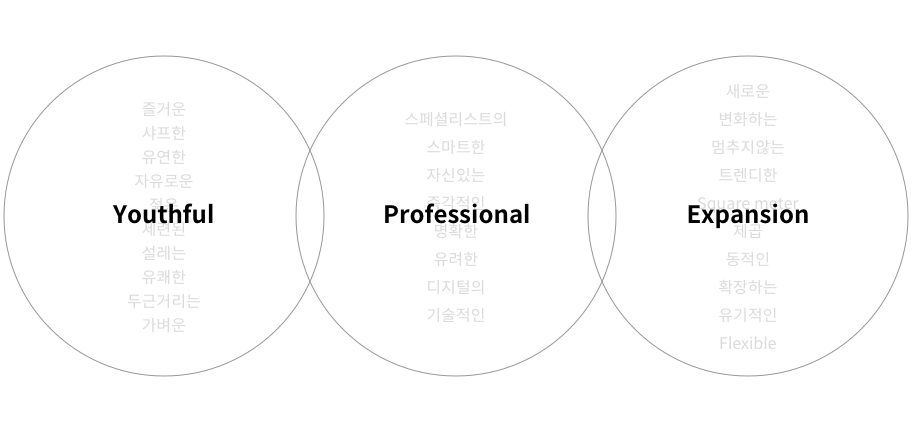 즐거운
샤프한
유연한
자유로운
젊은
Youthful
세련된
설레는
유쾌한
두근거리는
가벼운
스페셜리스트의
스마트한
자신있는
Professional
명확한
유려한
디지털의
기술적인
새로운
변화하는
멈추지않는
트렌디한
Square meter
Expansion
제곱
동적인
확장하는
유기적인
Flexible